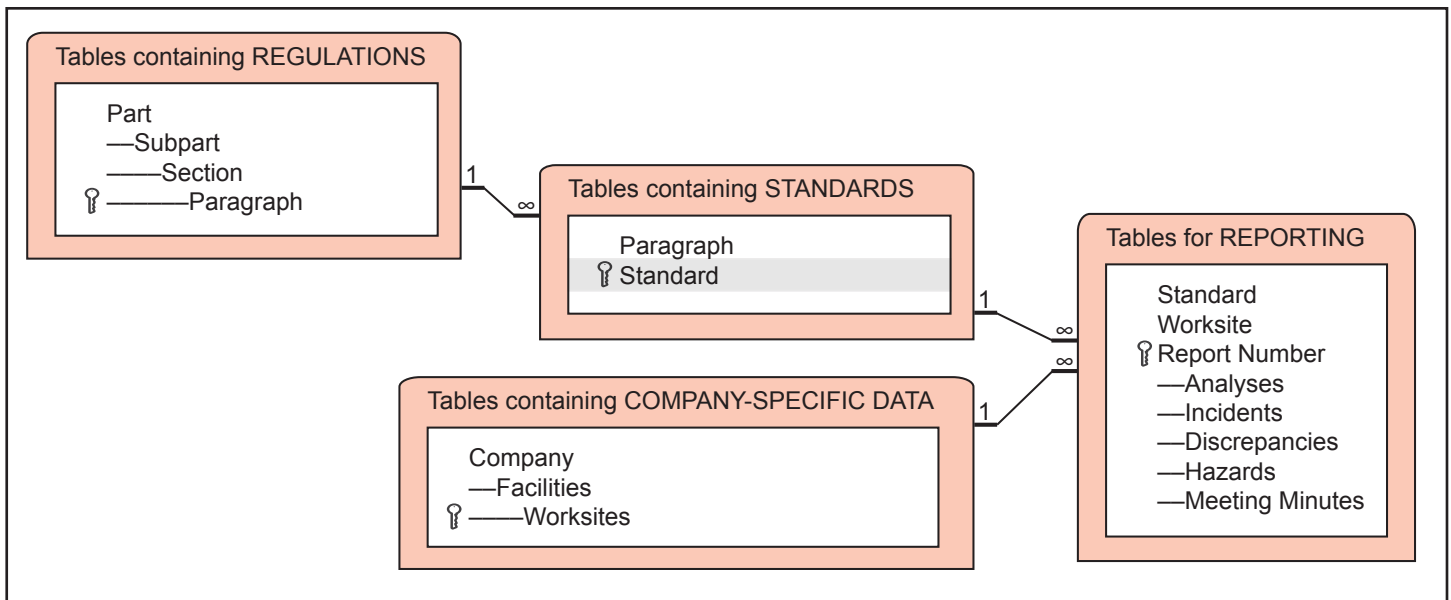 Tables containing REGULATIONS
Part
––Subpart
––––Section
––––––Paragraph
1
∞
Tables containing STANDARDS
Paragraph
Standard
1
∞
Tables containing COMPANY-SPECIFIC DATA
Company
––Facilities
––––Worksites
1
∞
Tables for REPORTING
Standard
Worksite
Report Number
––Analyses
––Incidents
––Discrepancies
––Hazards
––Meeting Minutes